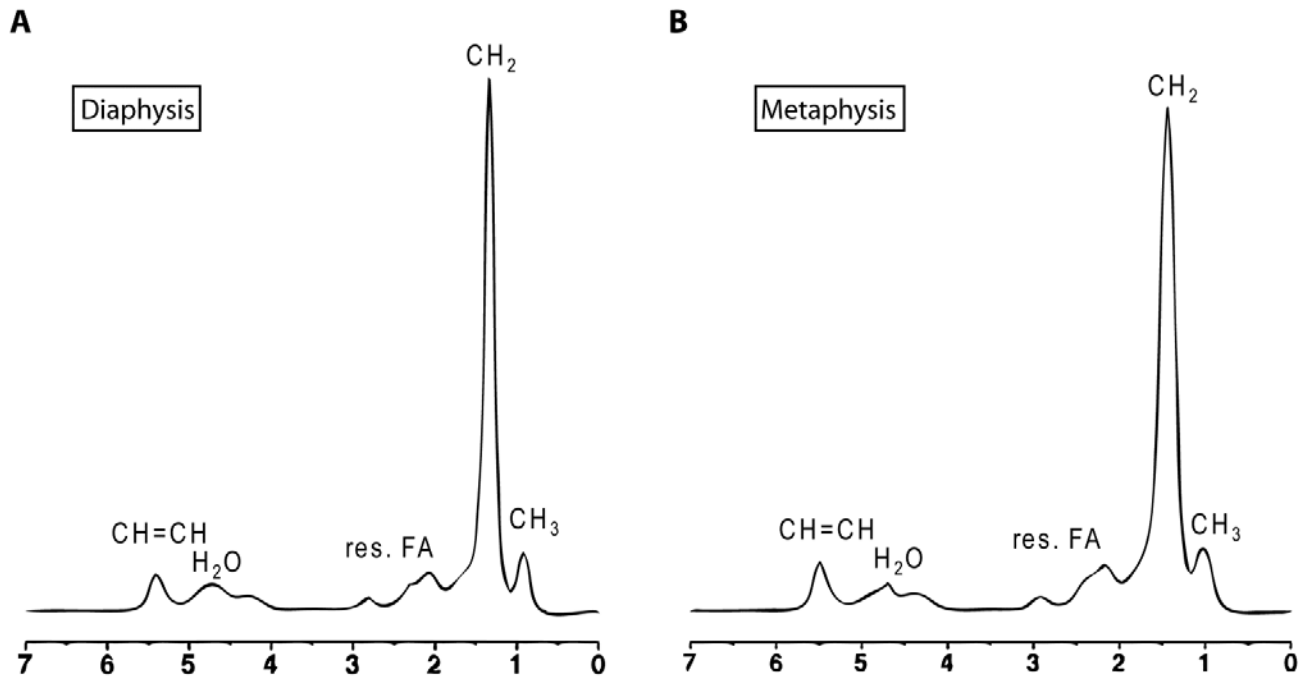 A
CH₂
Diaphysis
CH=CH
H₂O
res. FA
CH₃
7 6 5 4 3 2 1 0
B
CH₂
Metaphysis
CH=CH
H₂O
res. FA
CH₃
7 6 5 4 3 2 1 0